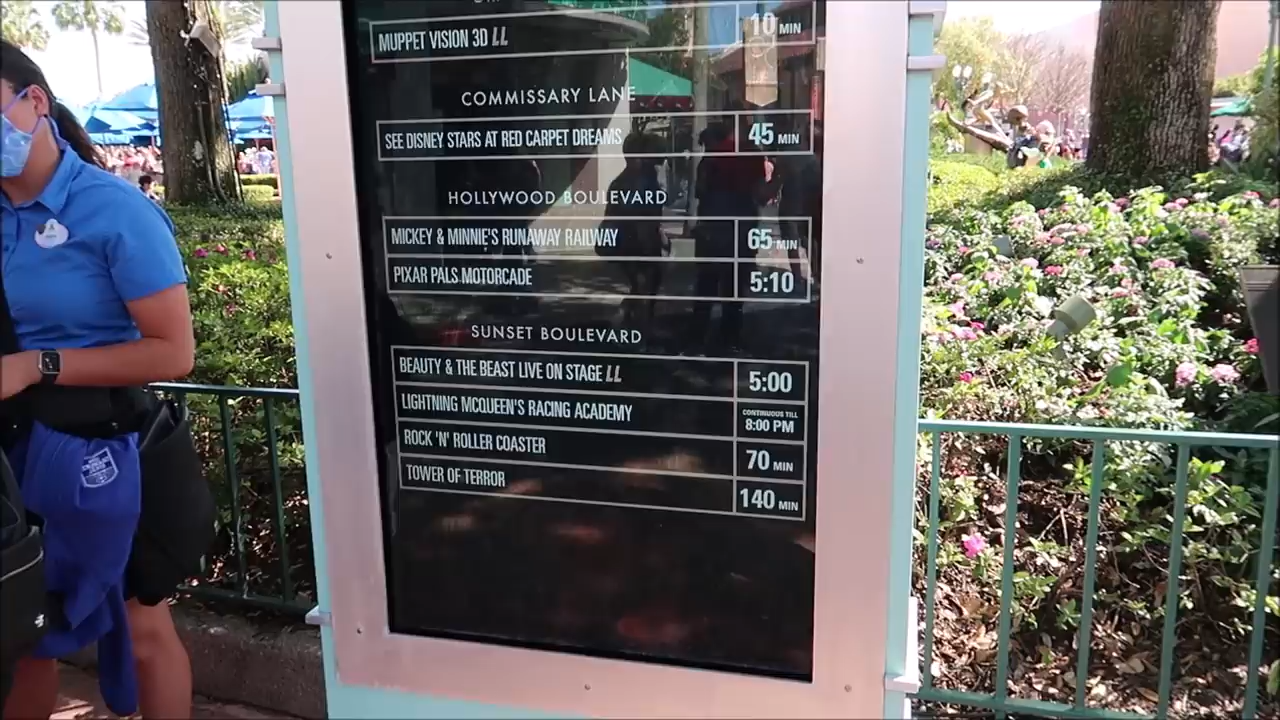 MUPPET VISION 3D LL 10 MIN
COMMISSARY LANE
SEE DISNEY STARS AT RED CARPET DREAMS 45 MIN
HOLLYWOOD BOULEVARD
MICKEY & MINNIE'S RUNAWAY RAILWAY 65 MIN
PIXAR PALS MOTORCADE 5:10
SUNSET BOULEVARD
BEAUTY & THE BEAST LIVE ON STAGE LL 5:00
LIGHTNING MCQUEEN'S RACING ACADEMY CONTINUOUS TILL
8:00 PM
ROCK 'N' ROLLER COASTER 70 MIN
TOWER OF TERROR 140 MIN